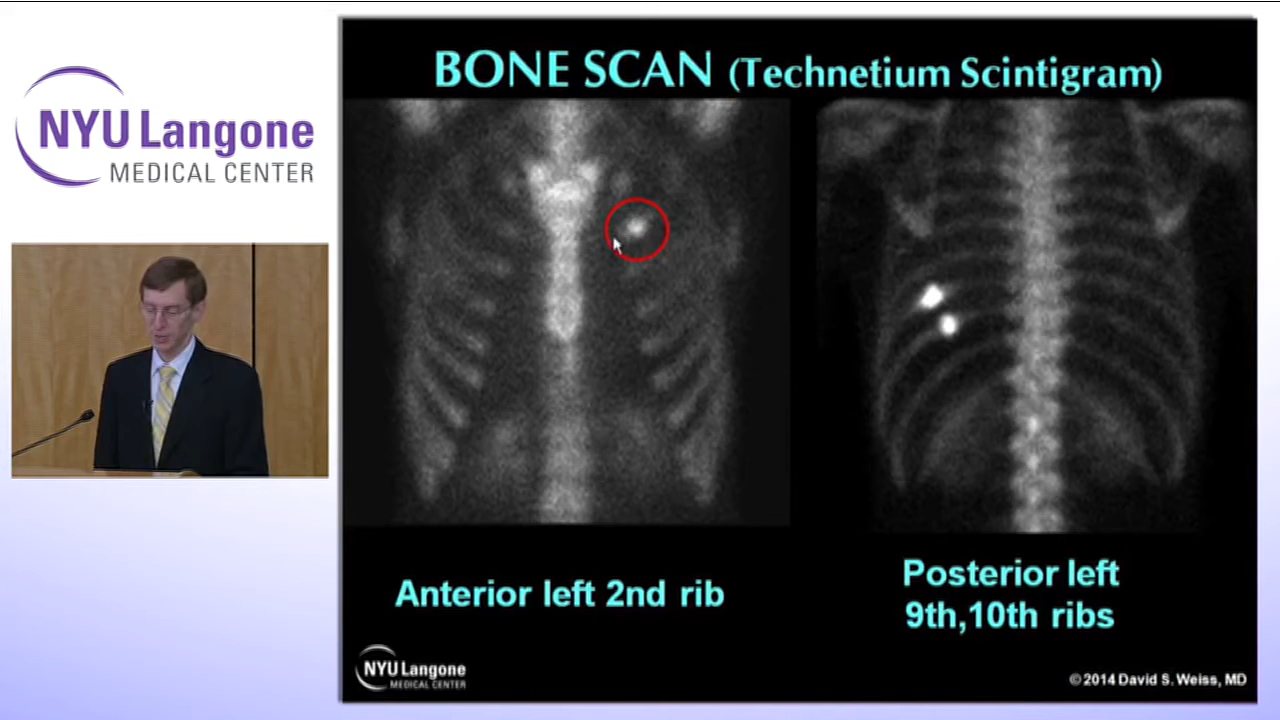 NYU Langone
MEDICAL CENTER
BONE SCAN (Technetium Scintigram)
Anterior left 2nd rib
Posterior left
9th,10th ribs
NYU Langone
MEDICAL CENTER
©2014 David S. Weiss, MD